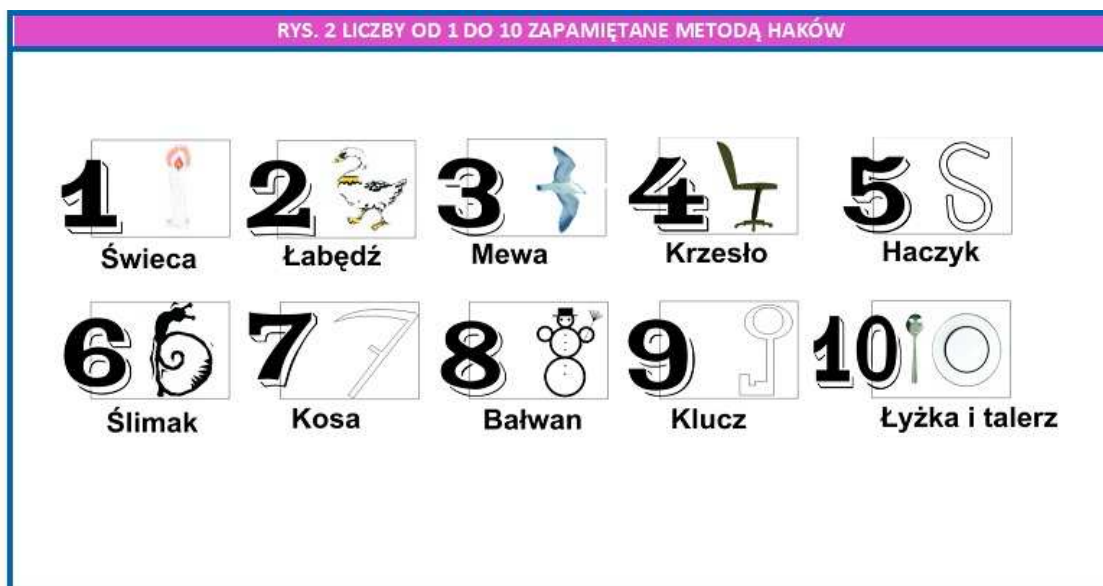 RYS. 2 LICZBY OD 1 DO 10 ZAPAMIĘTANE METODĄ HAKÓW
1 2 3 4 5
Świeca Łabędź Mewa Krzesło Haczyk
6 7 8 9 10
Ślimak Kosa Bałwan Klucz Łyżka i talerz